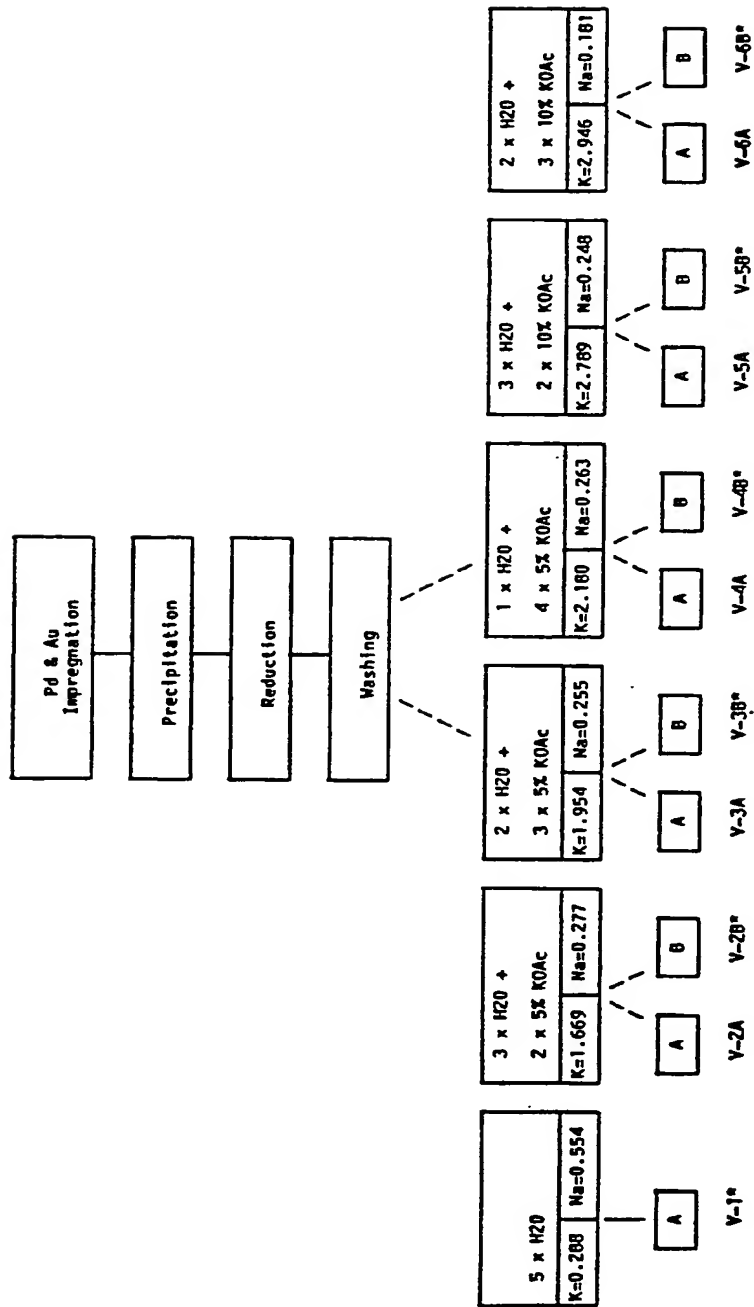 Pd & Au
Impregnation
Precipitation
Reduction
Washing
5 x H2O
K=0.288
Na=0.554
A
V-1*
3 x H2O +
2 x 5% KOAc
K=1.669
Na=0.277
A
B
V-2A
V-2B*
2 x H2O +
3 x 5% KOAc
K=1.954
Na=0.255
A
B
V-3A
V-3B*
1 x H2O +
4 x 5% KOAc
K=2.180
Na=0.263
A
B
V-4A
V-4B*
3 x H2O +
2 x 10% KOAc
K=2.789
Na=0.248
A
B
V-5A
V-5B*
2 x H2O +
3 x 10% KOAc
K=2.946
Na=0.181
A
B
V-6A
V-6B*